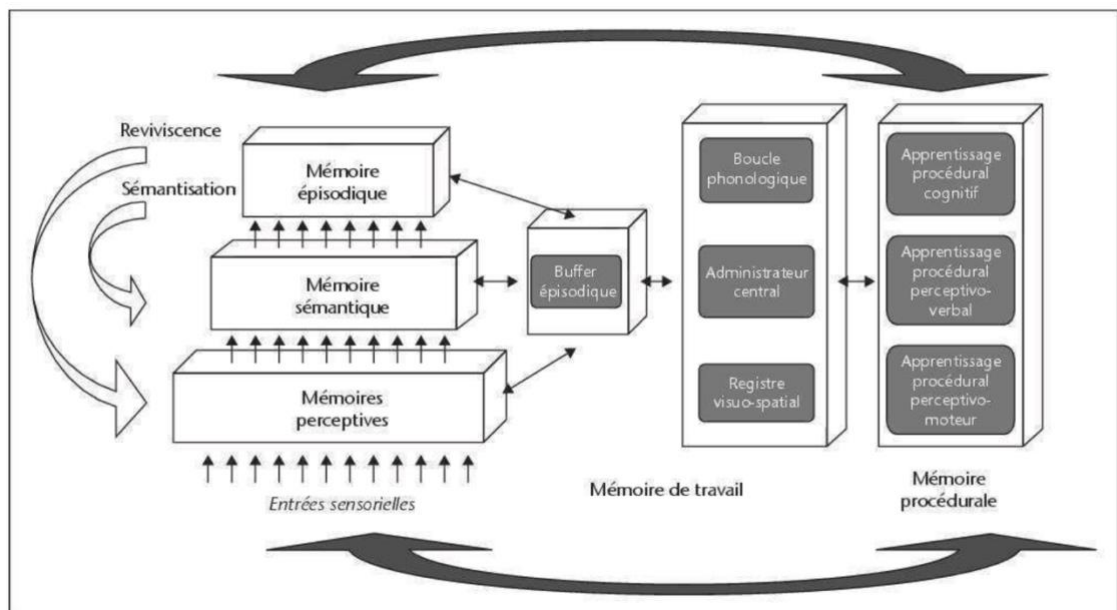 Reviviscence
Sémantisation
Mémoire
épisodique
Mémoire
sémantique
Mémoires
perceptives
Entrées sensorielles
Buffer
épisodique
Boucle
phonologique
Administrateur
central
Registre
visuo-spatial
Mémoire de travail
Apprentissage
procédural
cognitif
Apprentissage
procédural
perceptivo-
verbal
Apprentissage
procédural
perceptivo-
moteur
Mémoire
procédurale